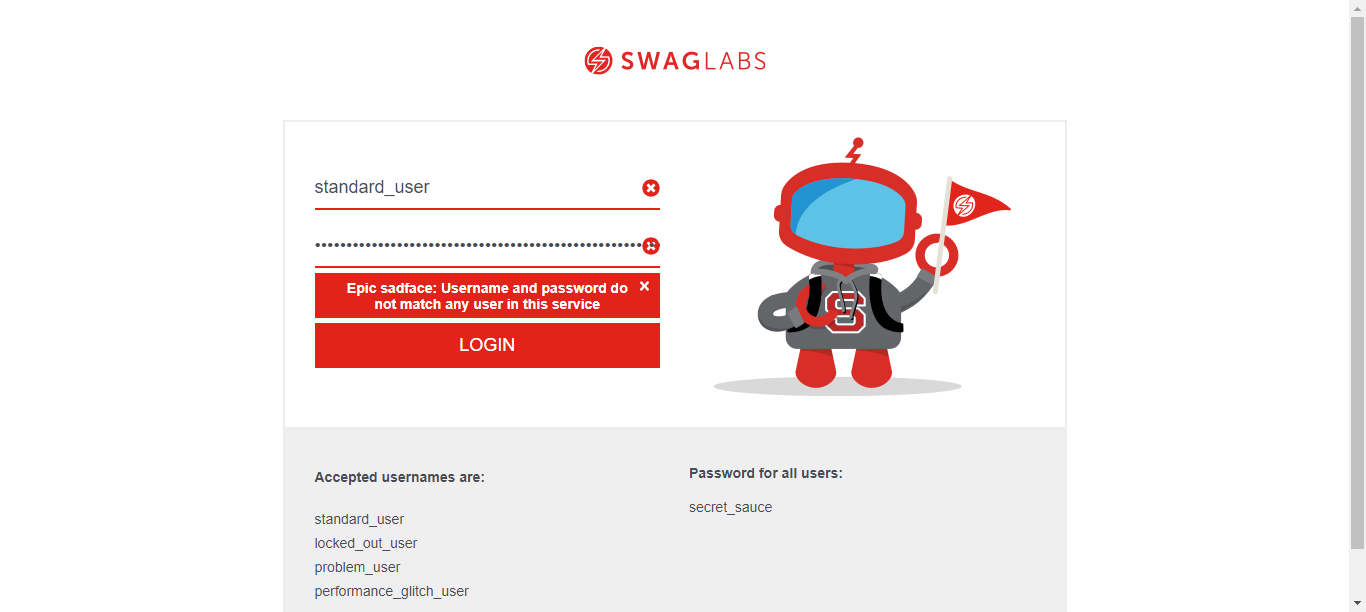 SWAGLABS
standard_user
Epic sadface: Username and password do
not match any user in this service
LOGIN
S
Accepted usernames are:
standard_user
locked_out_user
problem_user
performance_glitch_user
Password for all users:
secret_sauce